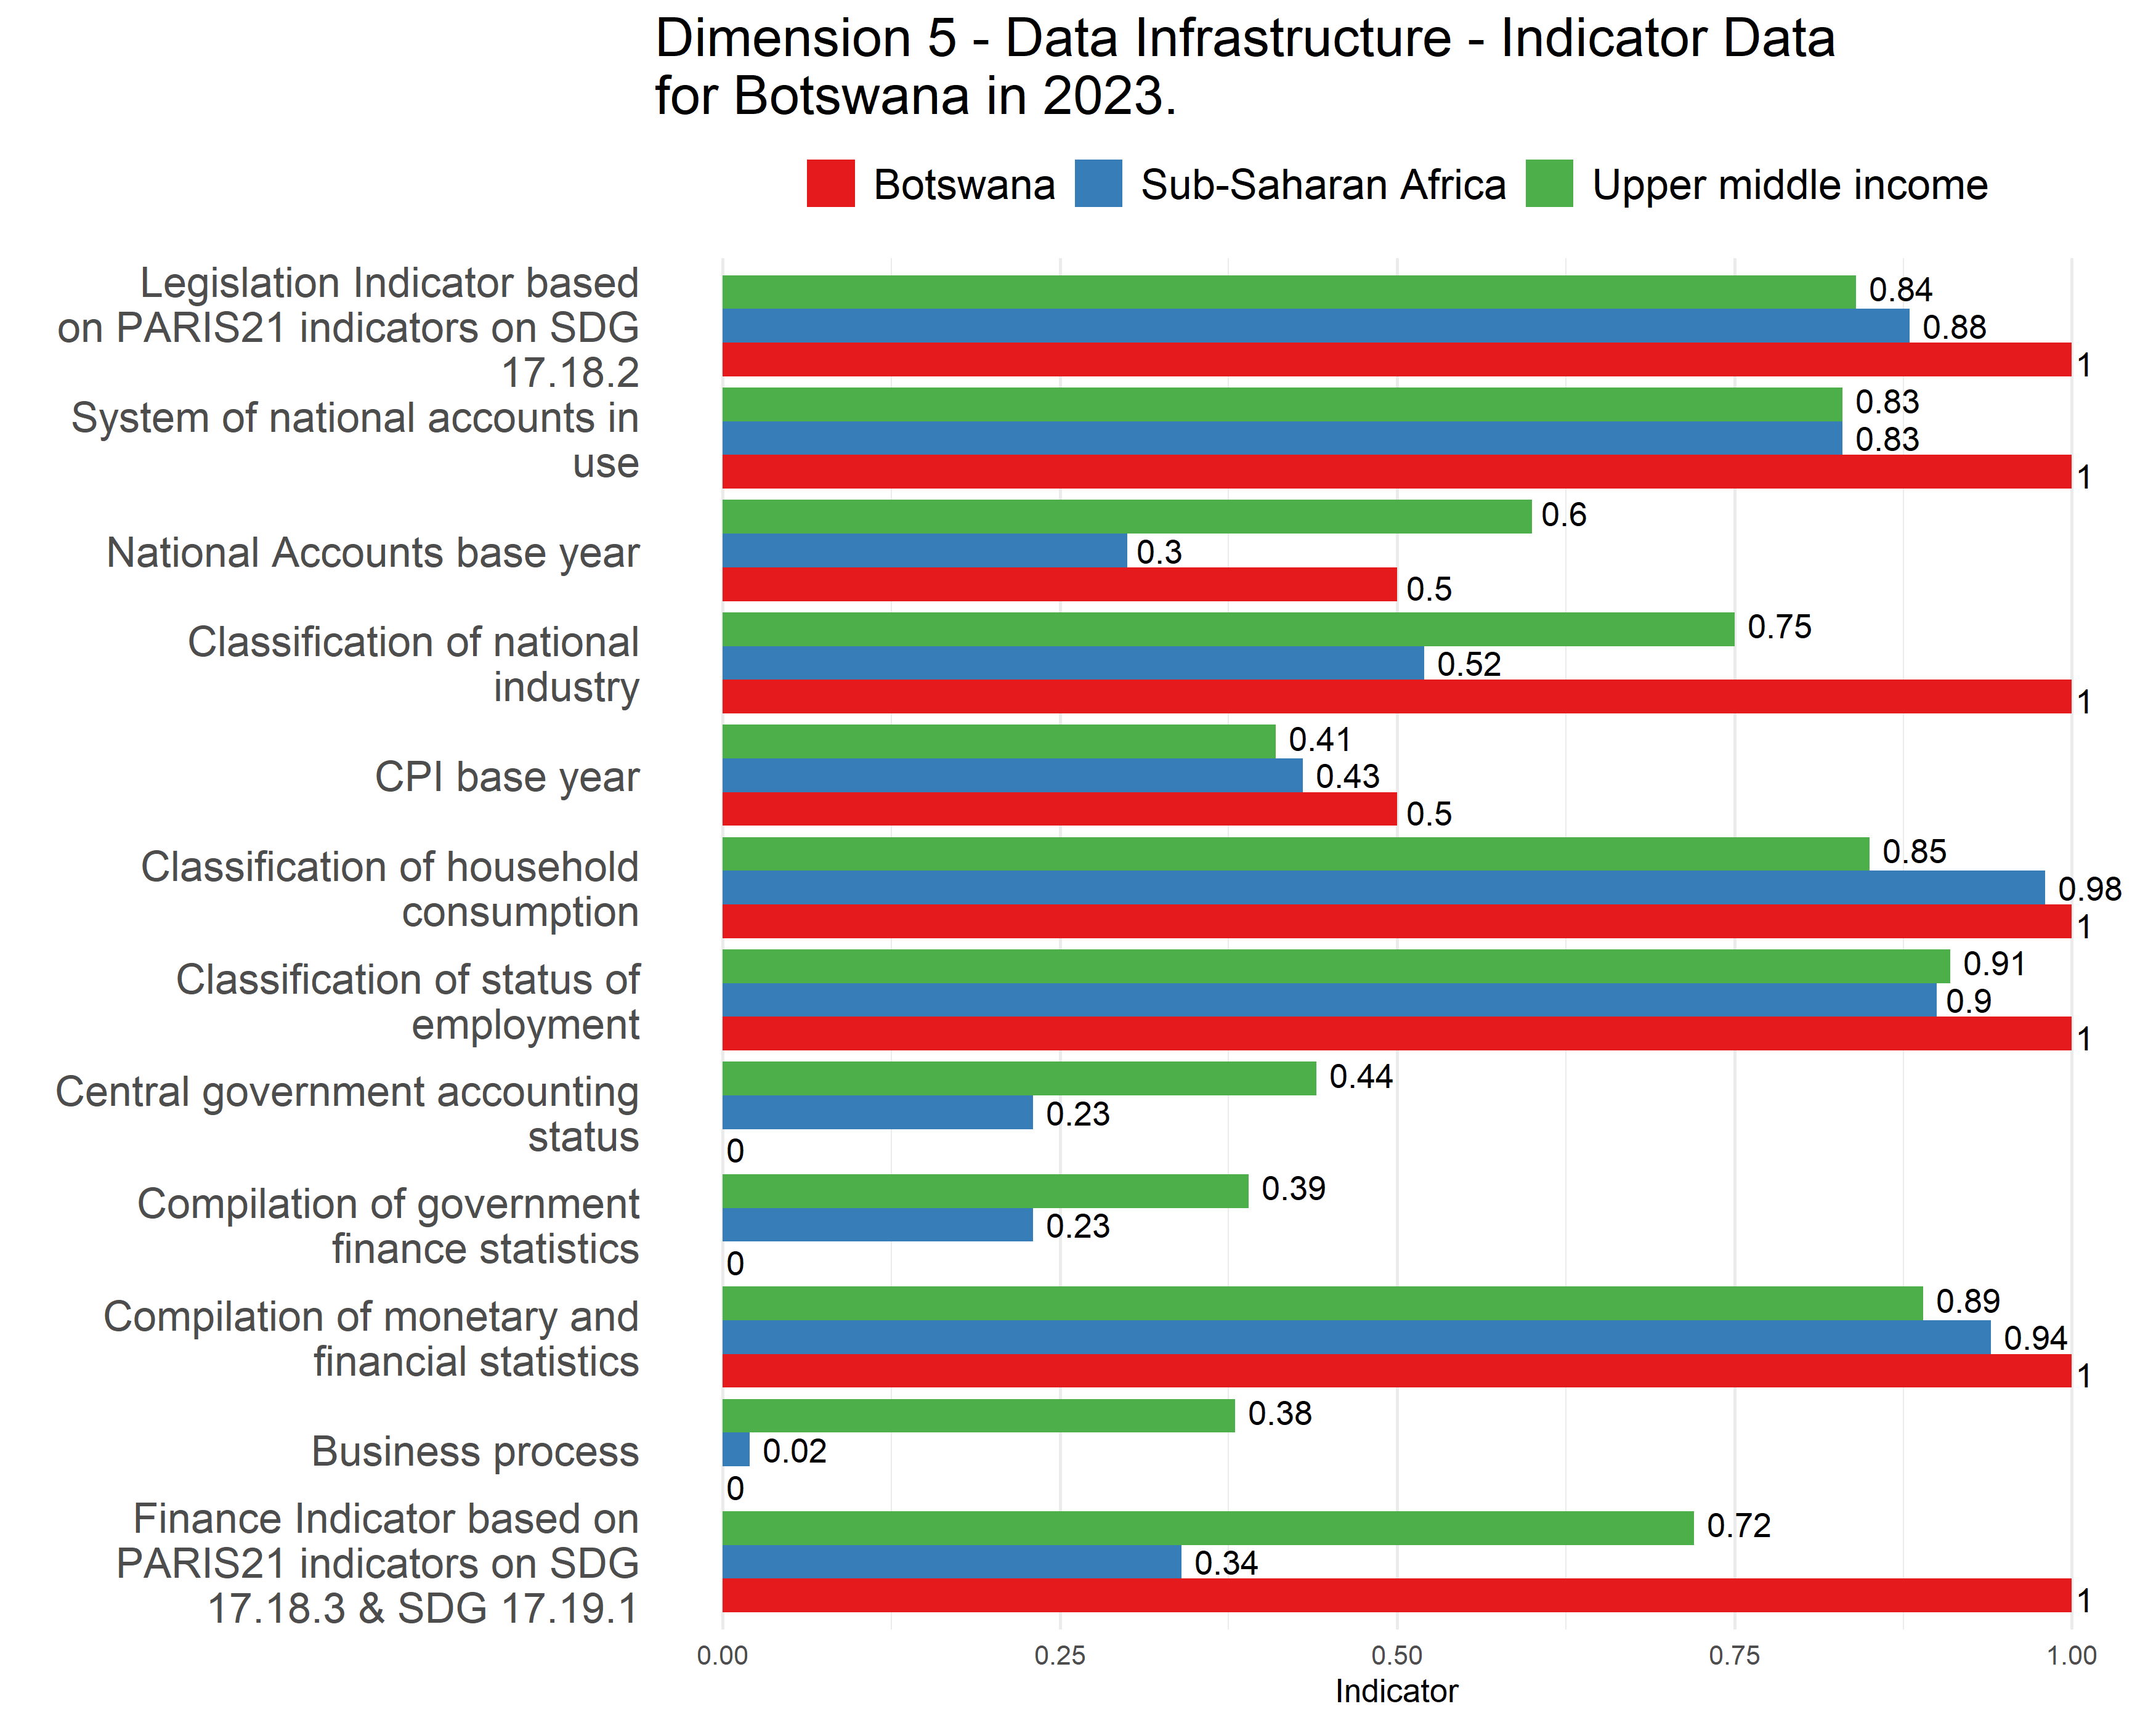 Dimension 5 - Data Infrastructure - Indicator Data
for Botswana in 2023.
Botswana
Sub-Saharan Africa
Upper middle income
Legislation Indicator based
on PARIS21 indicators on SDG
17.18.2
0.84
0.88
1
System of national accounts in
use
0.83
0.83
1
National Accounts base year
0.6
0.3
0.5
Classification of national
industry
0.75
0.52
1
CPI base year
0.41
0.43
0.5
Classification of household
consumption
0.85
0.98
1
Classification of status of
employment
0.91
0.9
1
Central government accounting
status
0.44
0.23
0
Compilation of government
finance statistics
0.39
0.23
0
Compilation of monetary and
financial statistics
0.89
0.94
1
Business process
0.38
0.02
0
Finance Indicator based on
PARIS21 indicators on SDG
17.18.3 & SDG 17.19.1
0.72
0.34
1
0.00
0.25
0.50
0.75
1.00
Indicator